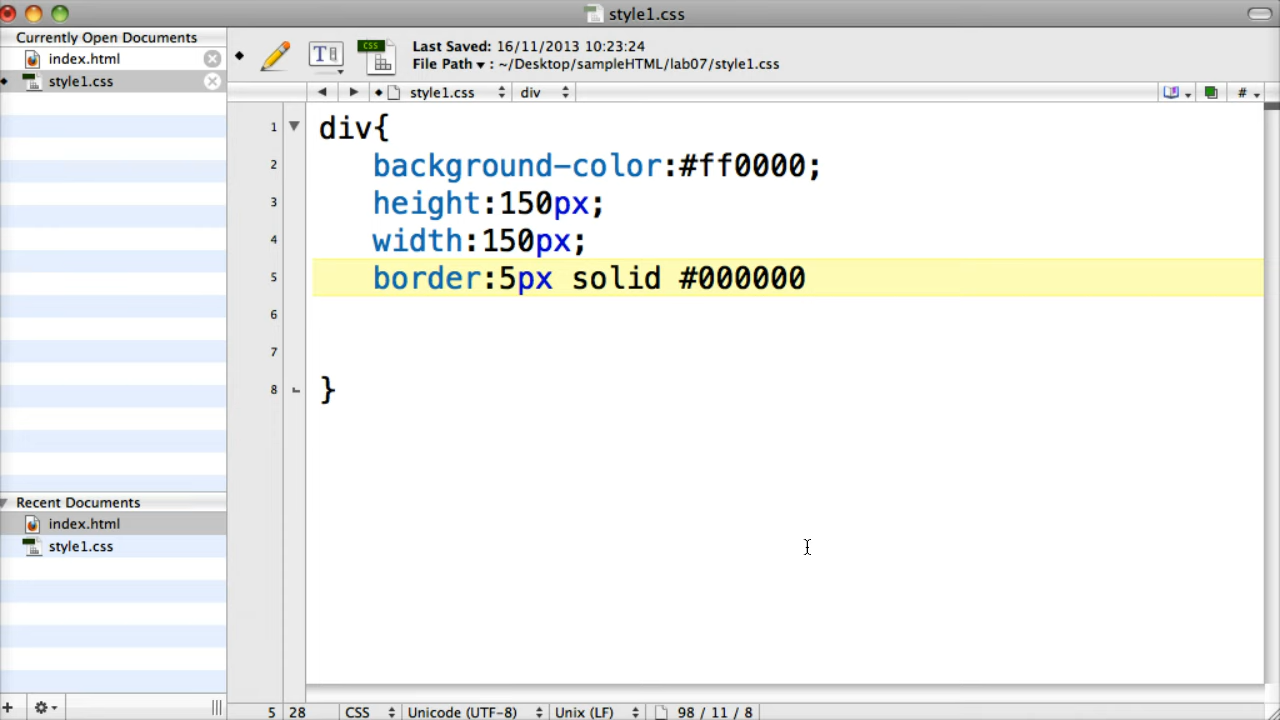 style1.css
Currently Open Documents
index.html
style1.css
CSS
Last Saved: 16/11/2013 10:23:24
File Path ▾ : ~/Desktop/sampleHTML/lab07/style1.css
style1.css
div
#
1 div{
2 background-color:#ff0000;
3 height:150px;
4 width:150px;
5 border:5px solid #000000
6
7
8 }
Recent Documents
index.html
style1.css
5 28 CSS Unicode (UTF-8) Unix (LF) 98 / 11 / 8